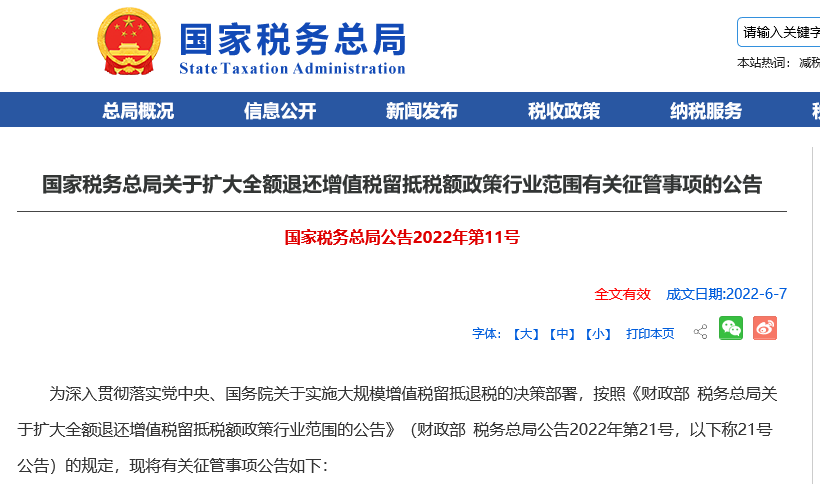 国家税务总局
State Taxation Administration
请输入关键字
本站热词：减税
总局概况 信息公开 新闻发布 税收政策 纳税服务
国家税务总局关于扩大全额退还增值税留抵税额政策行业范围有关征管事项的公告
国家税务总局公告2022年第11号
全文有效 成文日期:2022-6-7
字体：【大】【中】【小】 打印本页
为深入贯彻落实党中央、国务院关于实施大规模增值税留抵退税的决策部署，按照《财政部 税务总局关
于扩大全额退还增值税留抵税额政策行业范围的公告》（财政部 税务总局公告2022年第21号，以下称21号
公告）的规定，现将有关征管事项公告如下：